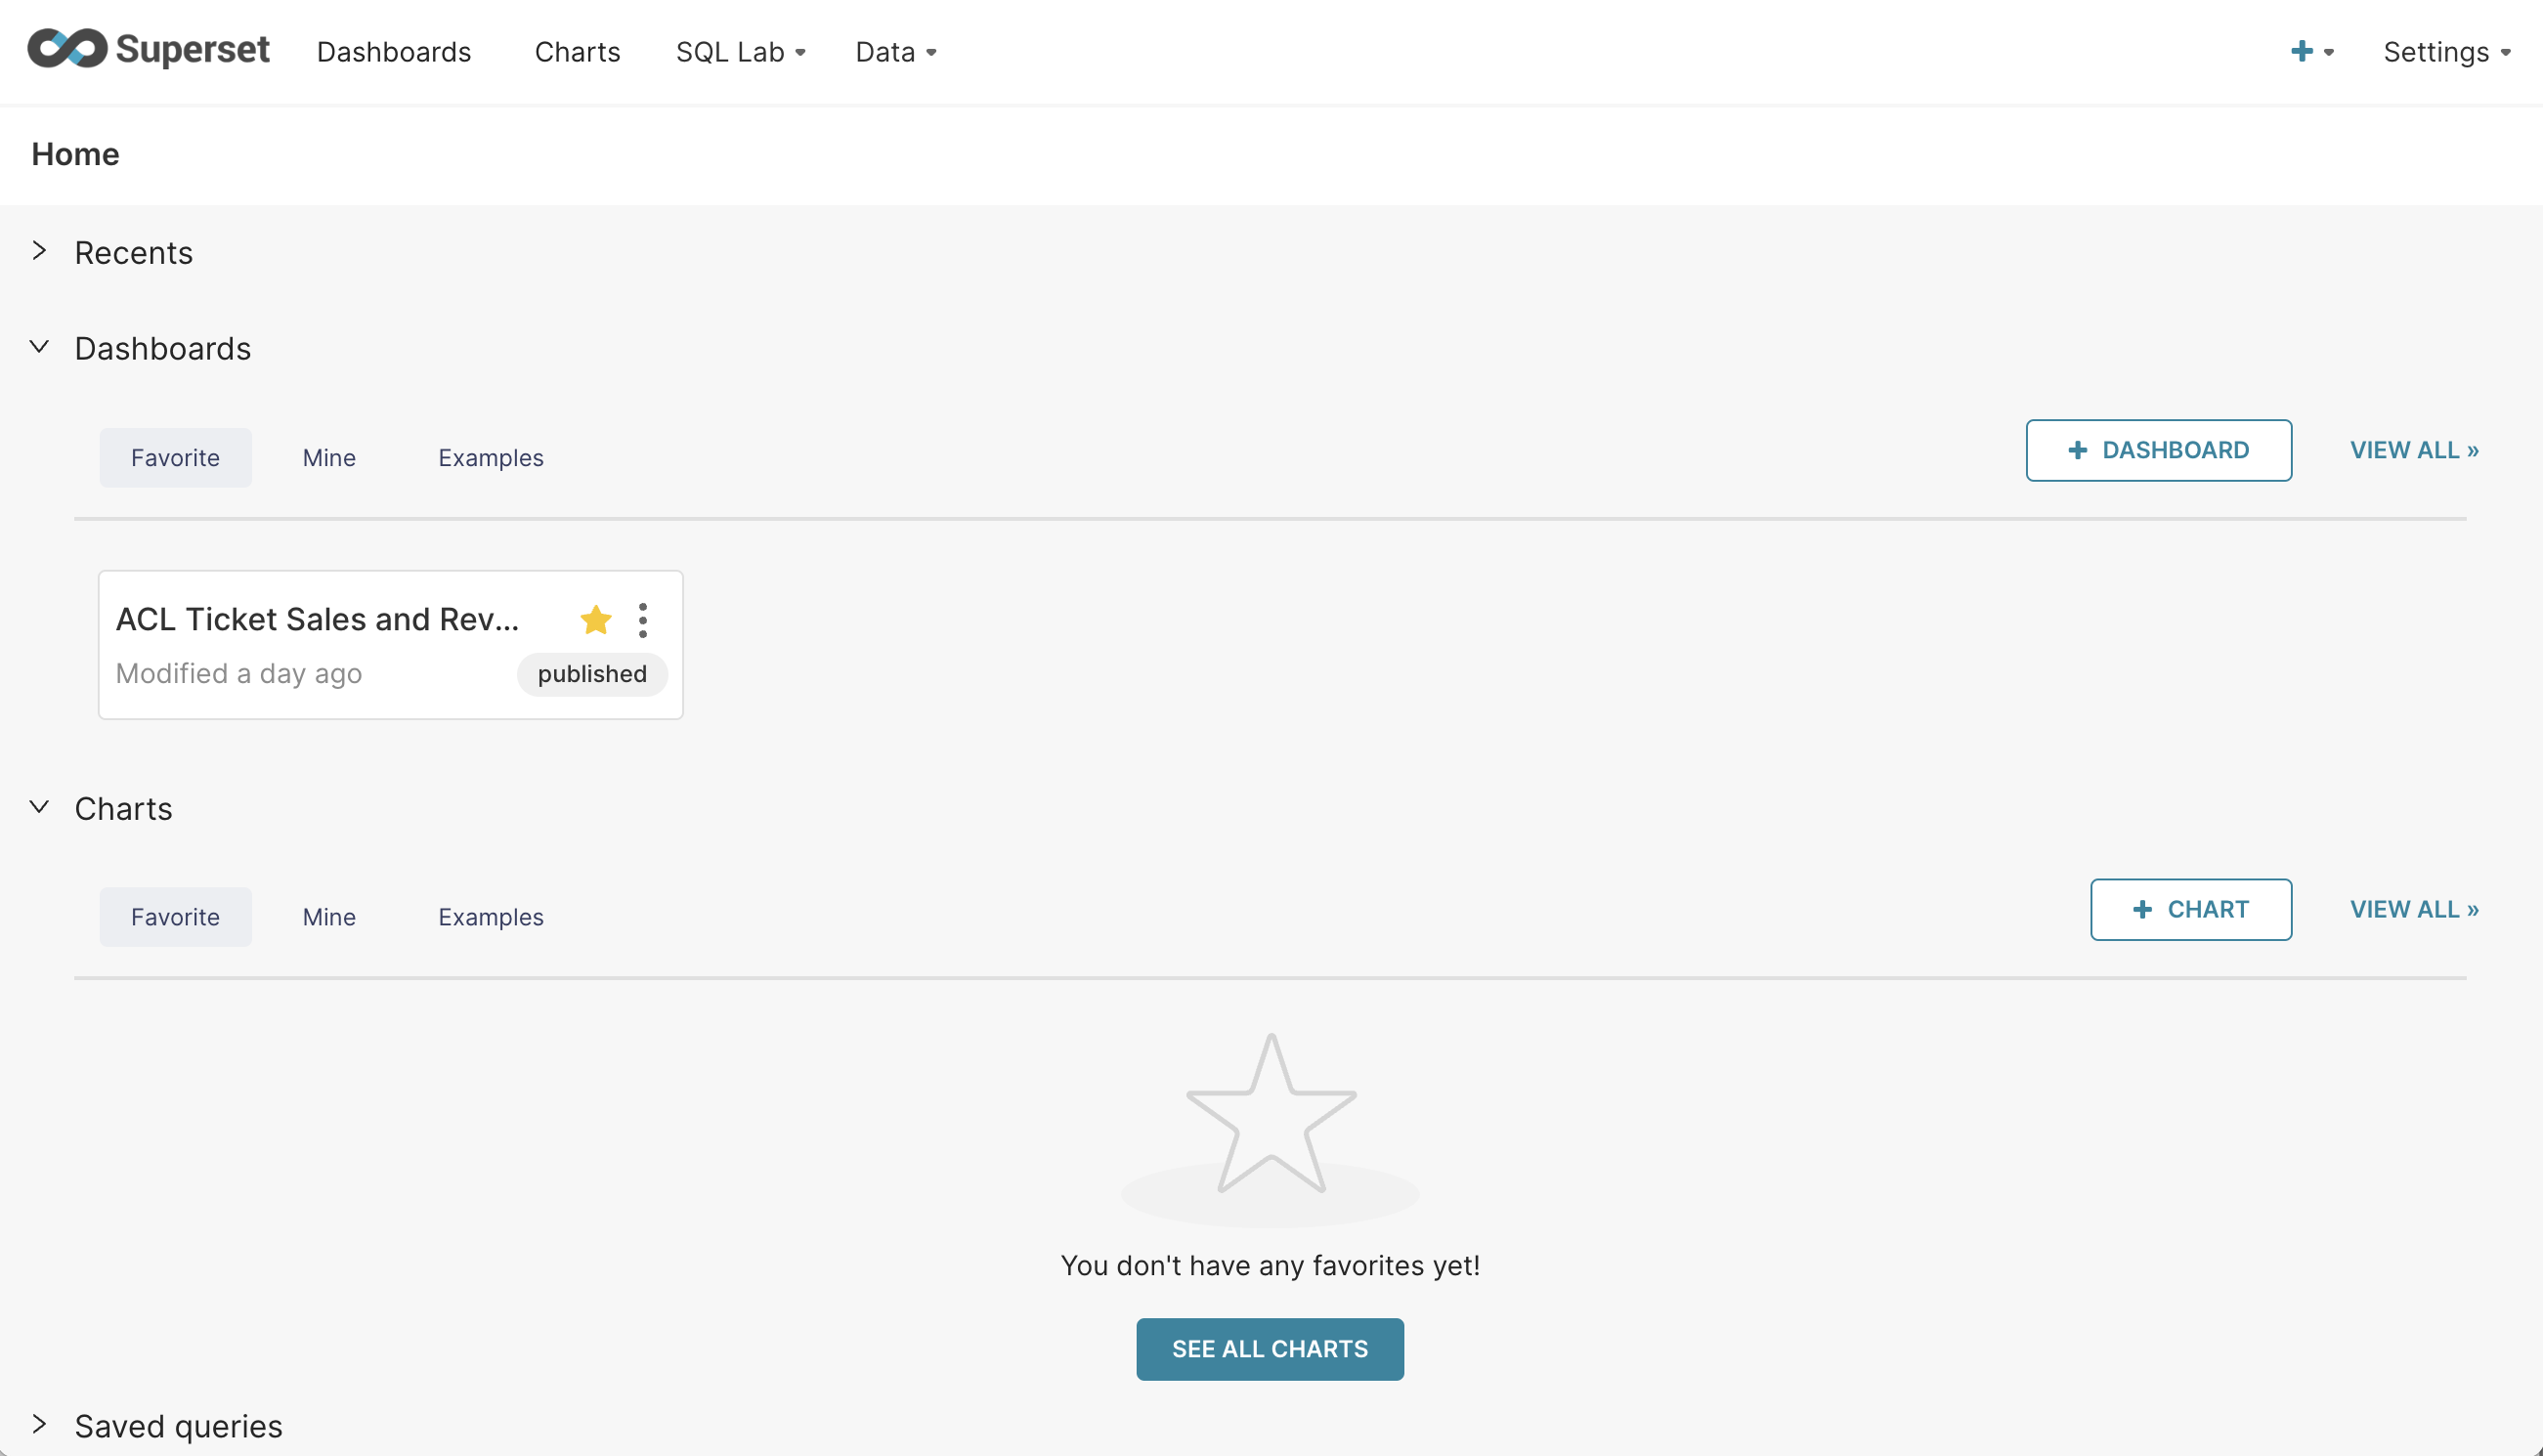 Superset Dashboards Charts SQL Lab Data Settings
Home
Recents
Dashboards
Favorite Mine Examples + DASHBOARD VIEW ALL »
ACL Ticket Sales and Rev...
Modified a day ago published
Charts
Favorite Mine Examples + CHART VIEW ALL »
You don't have any favorites yet!
SEE ALL CHARTS
Saved queries